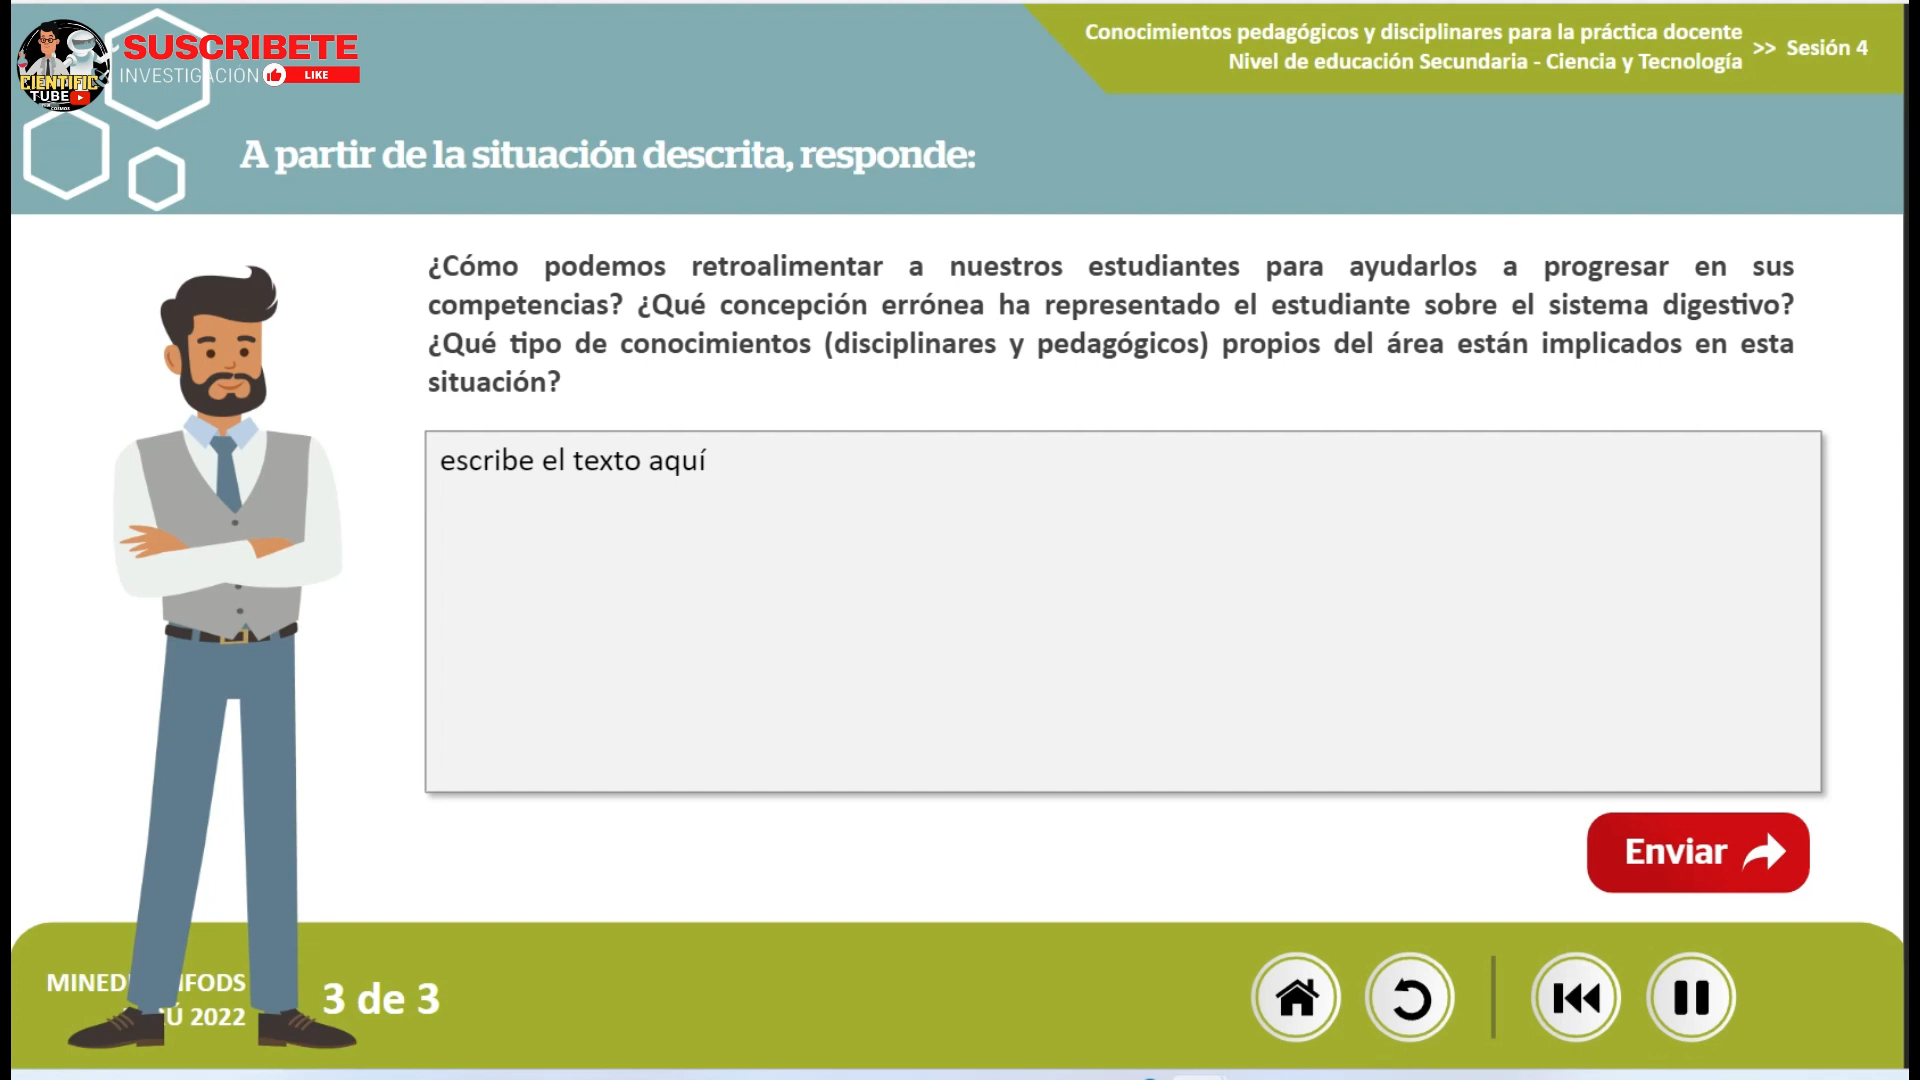 CIENTIFIC
TUBE
COSMOS
SUSCRIBETE
INVESTIGACION
LIKE
Conocimientos pedagógicos y disciplinares para la práctica docente
Nivel de educación Secundaria - Ciencia y Tecnología
>> Sesión 4
A partir de la situación descrita, responde:
¿Cómo podemos retroalimentar a nuestros estudiantes para ayudarlos a progresar en sus
competencias? ¿Qué concepción errónea ha representado el estudiante sobre el sistema digestivo?
¿Qué tipo de conocimientos (disciplinares y pedagógicos) propios del área están implicados en esta
situación?
escribe el texto aquí
Enviar
2022
3 de 3